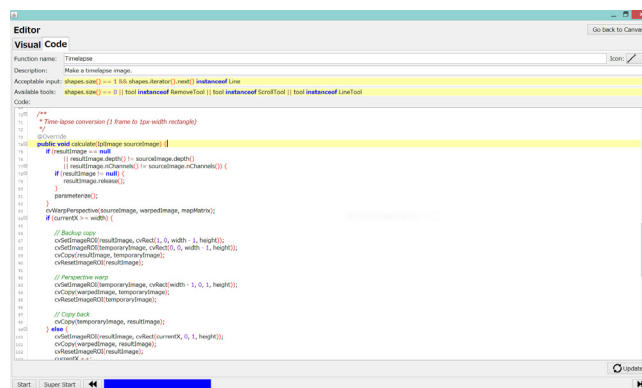 Editor
Go back to Canvas
Visual Code
Function name: Timelapse Icon:
Description: Make a timelapse image.
Acceptable input: shapes.size() == 1 && shapes.iterator().next() instanceof Line
Available tools: shapes.size() == 0 || tool instanceof RemoveTool || tool instanceof ScrollTool || tool instanceof LineTool
Code:
/**
* Time-lapse conversion (1 frame to 1px-width rectangle)
*/
@Override
public void calculate(IplImage sourceImage) {
if (resultImage == null
|| resultImage.depth() != sourceImage.depth()
|| resultImage.nChannels() != sourceImage.nChannels()) {
if (resultImage != null) {
resultImage.release();
}
parameterize();
}
cvWarpPerspective(sourceImage, warpedImage, mapMatrix);
if (currentX >= width) {
// Backup copy
cvSetImageROI(resultImage, cvRect(1, 0, width - 1, height));
cvSetImageROI(temporaryImage, cvRect(0, 0, width - 1, height));
cvCopy(resultImage, temporaryImage);
cvResetImageROI(resultImage);
// Perspective warp
cvSetImageROI(temporaryImage, cvRect(width - 1, 0, 1, height));
cvCopy(warpedImage, temporaryImage);
cvResetImageROI(temporaryImage);
// Copy back
cvCopy(temporaryImage, resultImage);
} else {
cvSetImageROI(resultImage, cvRect(currentX, 0, 1, height));
cvCopy(warpedImage, resultImage);
cvResetImageROI(resultImage);
Update
Start Super Start